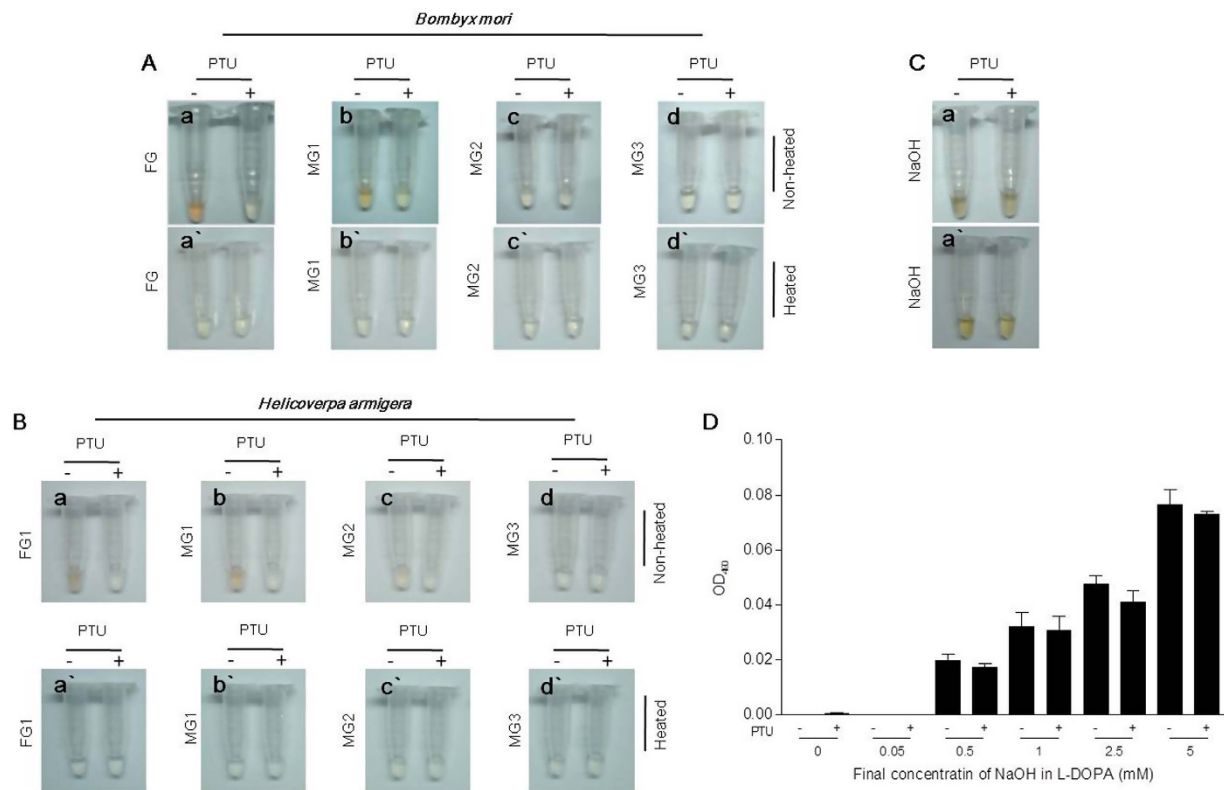 Bombyx mori
A
PTU PTU PTU PTU
- + - + - + - +
FG a MG1 b MG2 c MG3 d Non-heated
FG a` MG1 b` MG2 c` MG3 d` Heated
C
PTU
- +
NaOH a
NaOH a`
Helicoverpa armigera
B
PTU PTU PTU PTU
- + - + - + - +
FG1 a MG1 b MG2 c MG3 d Non-heated
PTU PTU PTU PTU
- + - + - + - +
FG1 a` MG1 b` MG2 c` MG3 d` Heated
D
0.10
0.08
0.06
0.04
0.02
0.00
OD490
PTU - + - + - + - + - + - +
0 0.05 0.5 1 2.5 5
Final concentratin of NaOH in L-DOPA (mM)